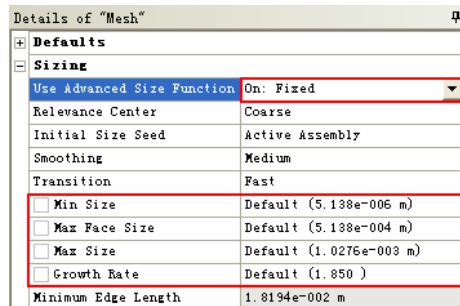 Details of "Mesh"
Defaults
Sizing
Use Advanced Size Function On: Fixed
Relevance Center Coarse
Initial Size Seed Active Assembly
Smoothing Medium
Transition Fast
Min Size Default (5.138e-006 m)
Max Face Size Default (5.138e-004 m)
Max Size Default (1.0276e-003 m)
Growth Rate Default (1.850 )
Minimum Edge Length 1.8194e-002 m